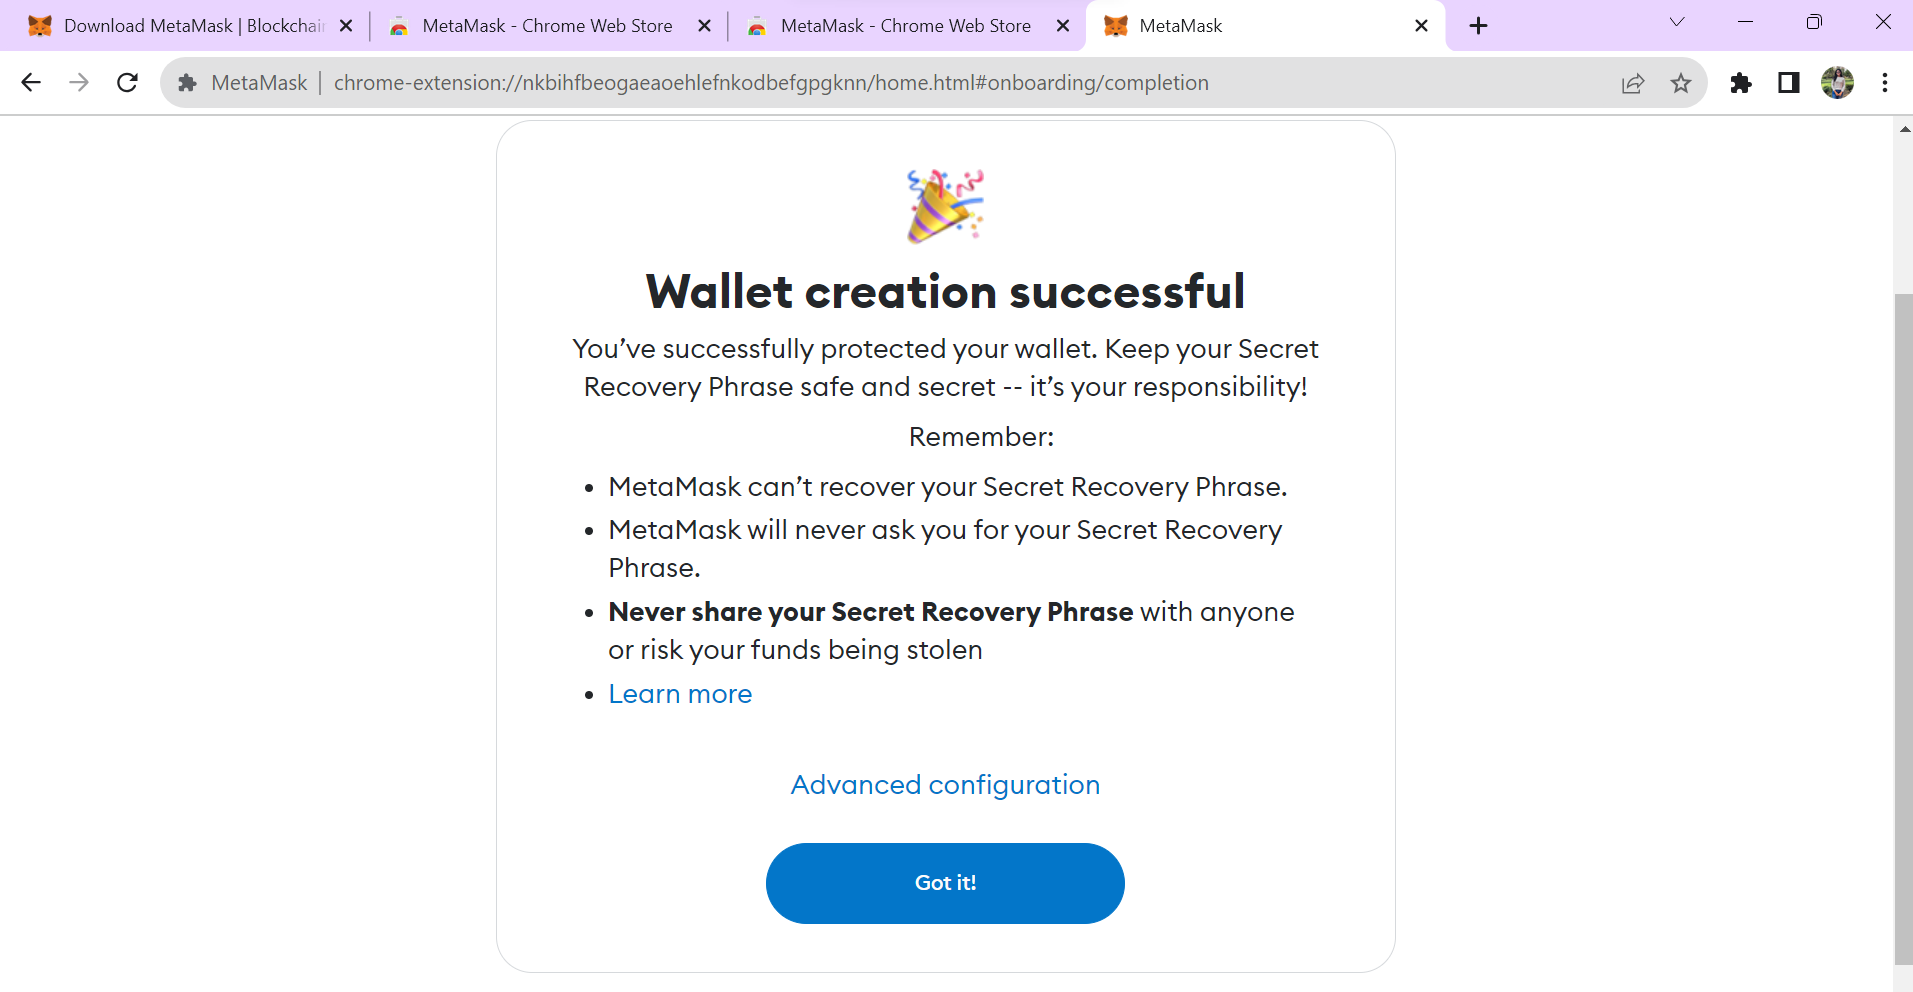 Download MetaMask | Blockchain
MetaMask - Chrome Web Store
MetaMask - Chrome Web Store
MetaMask
MetaMask
chrome-extension://nkbihfbeogaeaoehlefnkodbefgpgknn/home.html#onboarding/completion
Wallet creation successful
You’ve successfully protected your wallet. Keep your Secret
Recovery Phrase safe and secret -- it’s your responsibility!
Remember:
• MetaMask can’t recover your Secret Recovery Phrase.
• MetaMask will never ask you for your Secret Recovery
Phrase.
• Never share your Secret Recovery Phrase with anyone
or risk your funds being stolen
• Learn more
Advanced configuration
Got it!